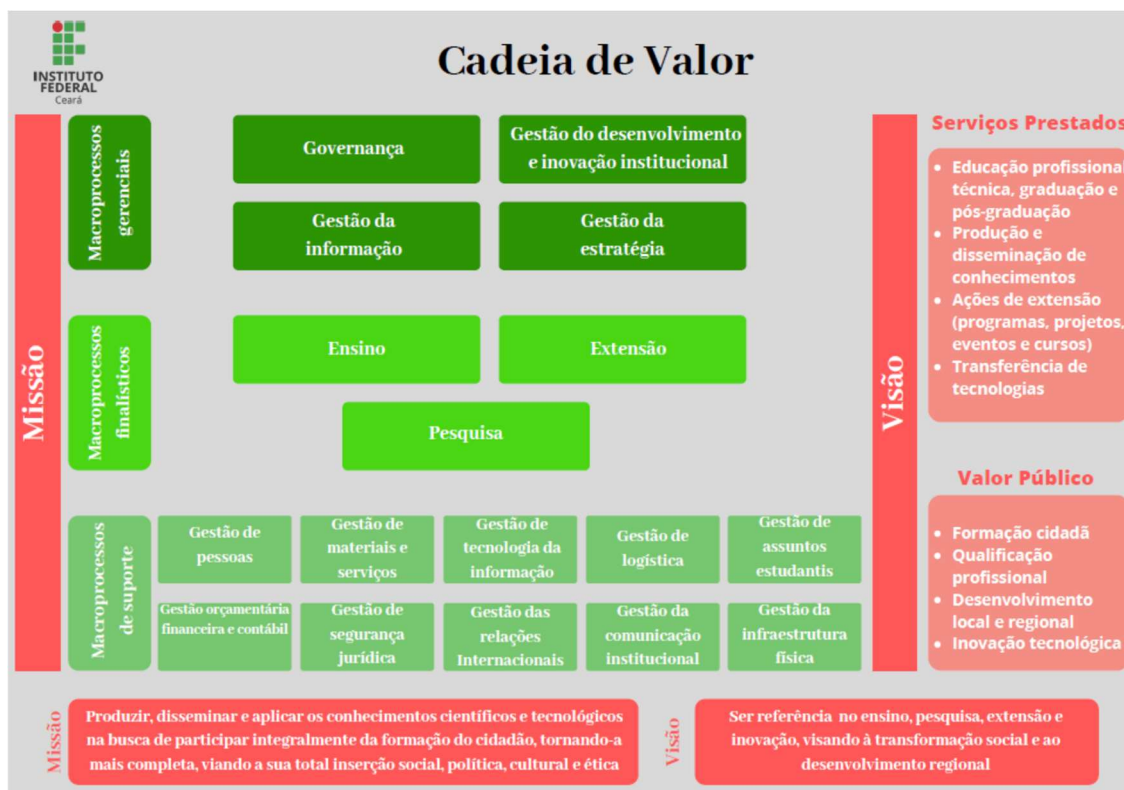 INSTITUTO
FEDERAL
Ceará
Cadeia de Valor
Missão
Macroprocessos
gerenciais
Governança
Gestão do desenvolvimento
e inovação institucional
Gestão da
informação
Gestão da
estratégia
Macroprocessos
finalísticos
Ensino
Extensão
Pesquisa
Macroprocessos
de suporte
Gestão de
pessoas
Gestão de
materiais e
serviços
Gestão de
tecnologia da
informação
Gestão de
logística
Gestão de
assuntos
estudantis
Gestão orçamentária
financeira e contábil
Gestão de
segurança
jurídica
Gestão das
relações
Internacionais
Gestão da
comunicação
institucional
Gestão da
infraestrutura
física
Visão
Serviços Prestados
• Educação profissional
técnica, graduação e
pós-graduação
• Produção e
disseminação de
conhecimentos
• Ações de extensão
(programas, projetos,
eventos e cursos)
• Transferência de
tecnologias
Valor Público
• Formação cidadã
• Qualificação
profissional
• Desenvolvimento
local e regional
• Inovação tecnológica
Missão
Produzir, disseminar e aplicar os conhecimentos científicos e tecnológicos
na busca de participar integralmente da formação do cidadão, tornando-a
mais completa, viando a sua total inserção social, política, cultural e ética
Visão
Ser referência no ensino, pesquisa, extensão e
inovação, visando à transformação social e ao
desenvolvimento regional